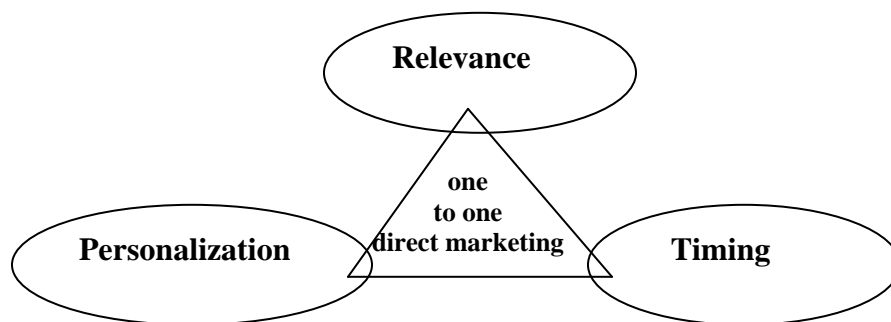 Relevance
one
to one
direct marketing
Personalization
Timing